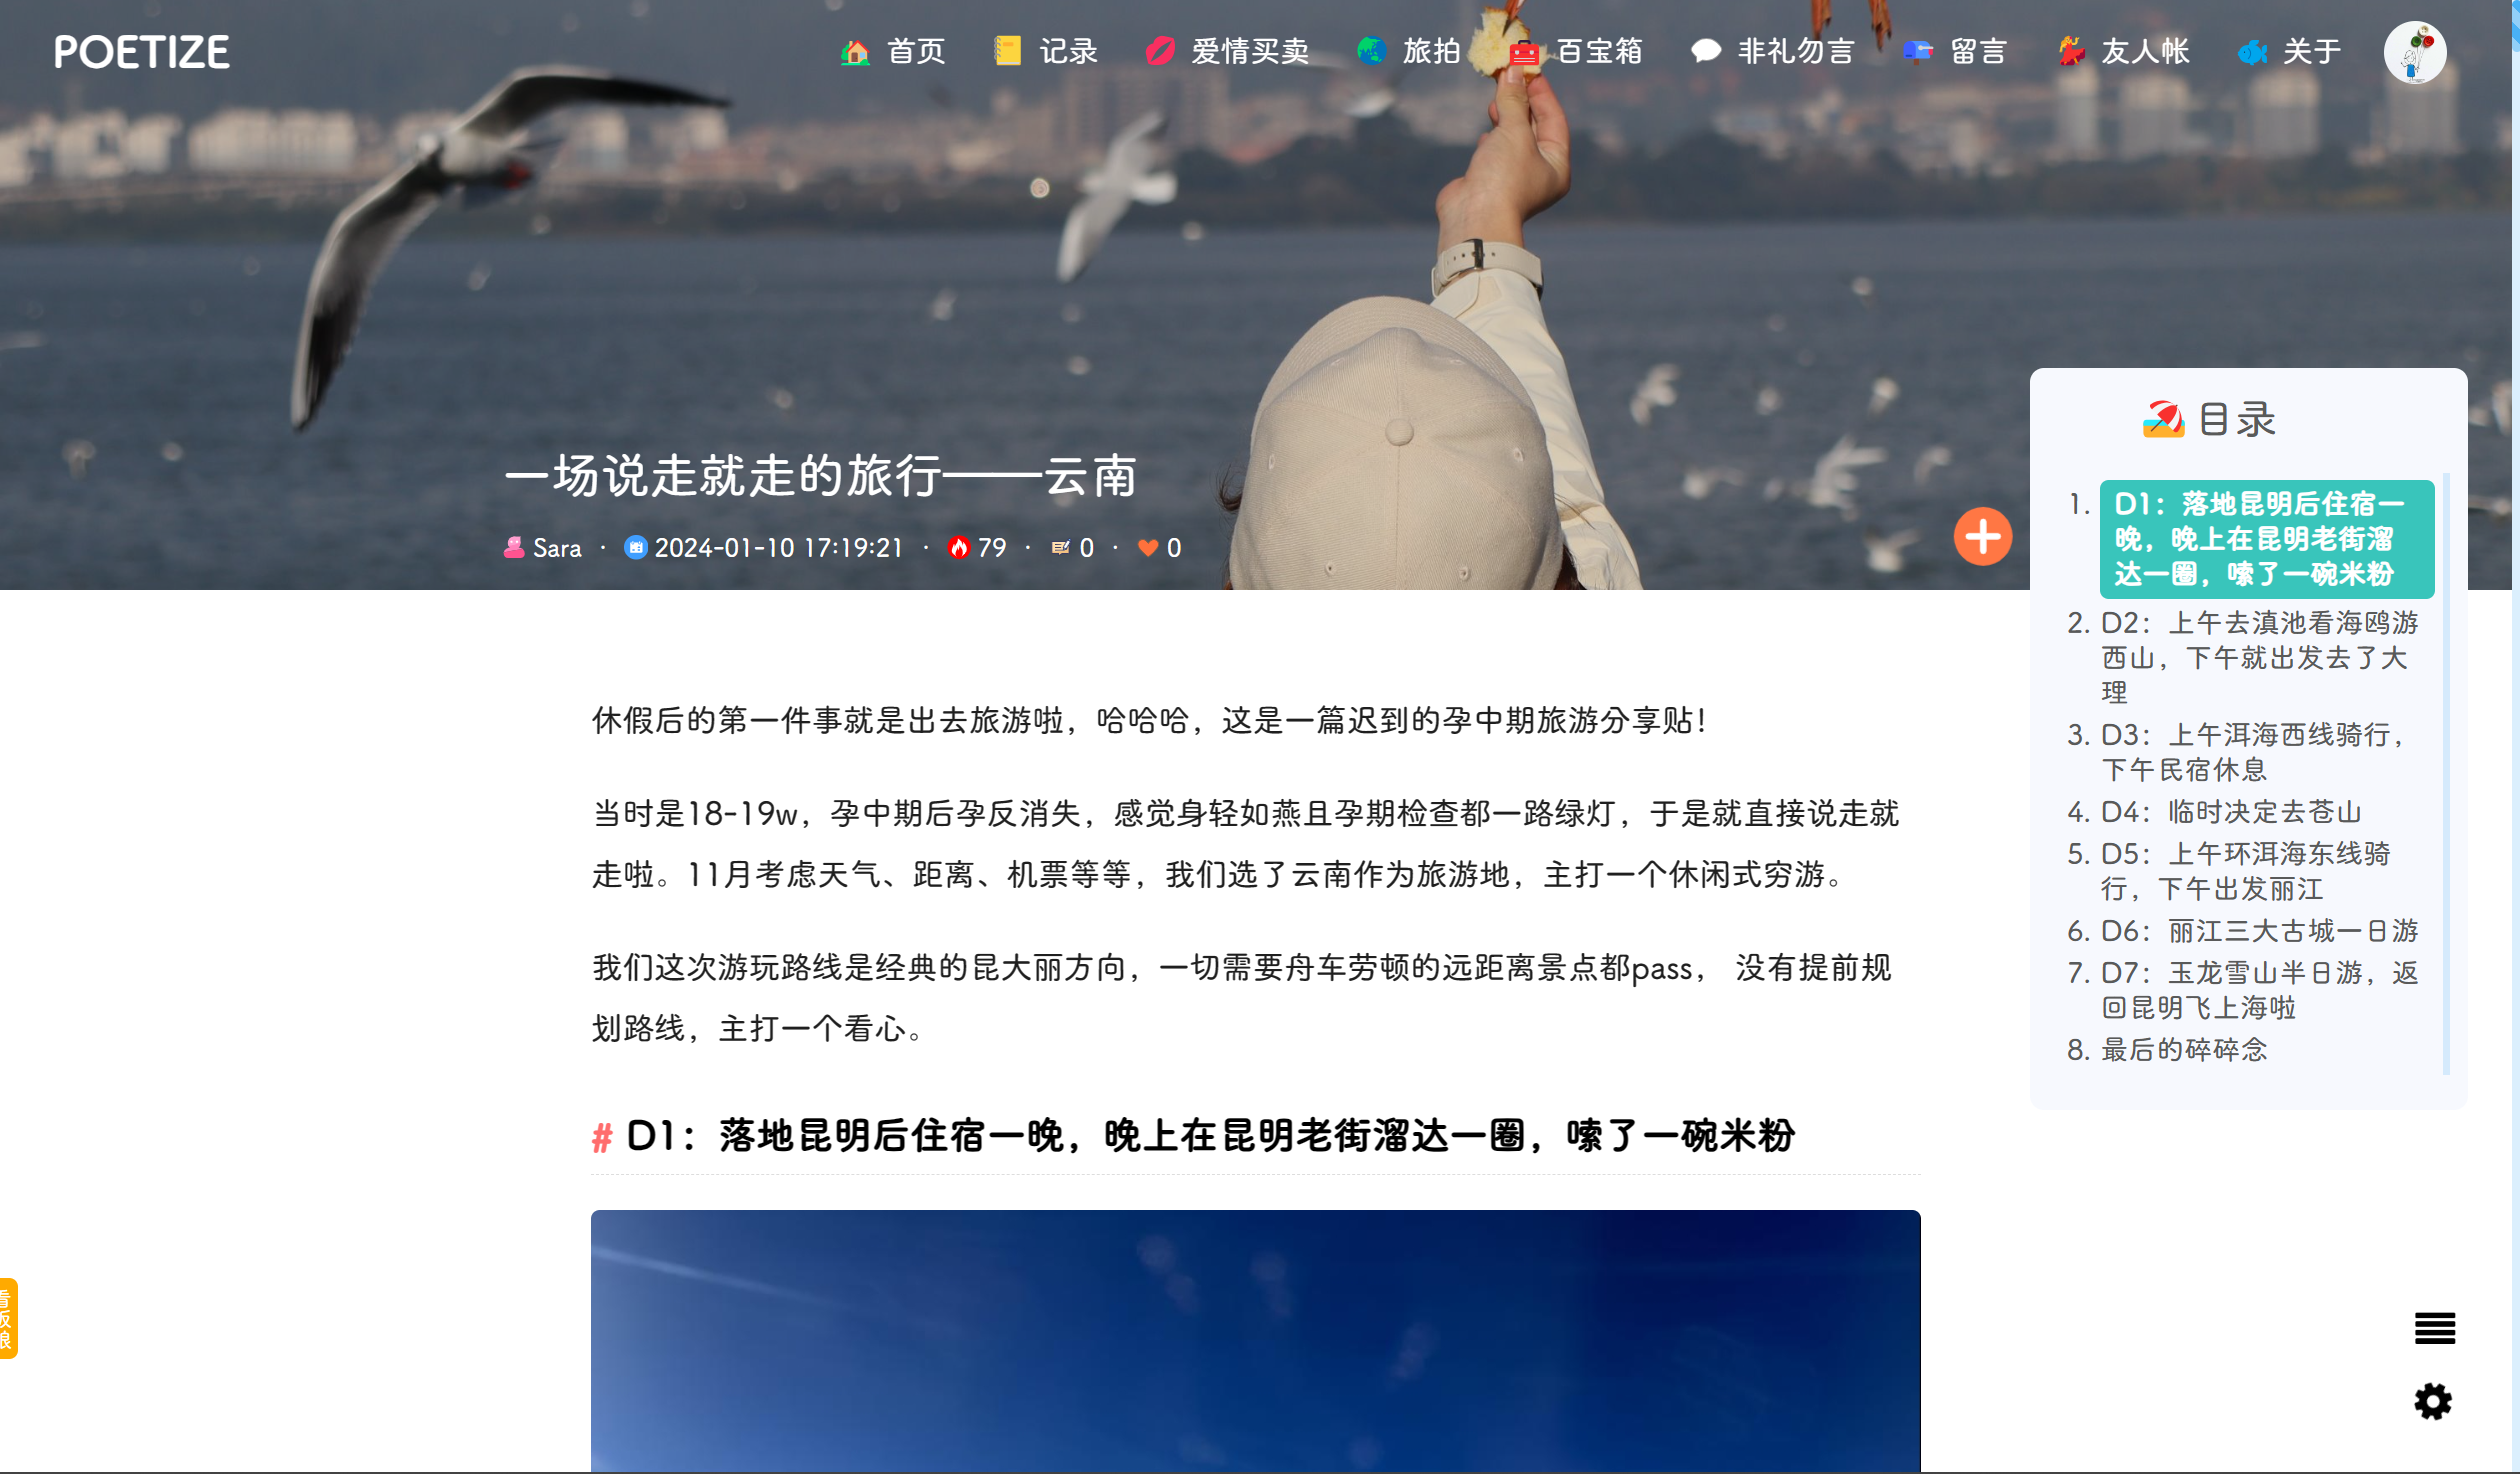 POETIZE
首页 记录 爱情买卖 旅拍 百宝箱 非礼勿言 留言 友人帐 关于
一场说走就走的旅行——云南
Sara · 2024-01-10 17:19:21 · 79 · 0 · 0
休假后的第一件事就是出去旅游啦，哈哈哈，这是一篇迟到的孕中期旅游分享贴！
当时是18-19w，孕中期后孕反消失，感觉身轻如燕且孕期检查都一路绿灯，于是就直接说走就
走啦。11月考虑天气、距离、机票等等，我们选了云南作为旅游地，主打一个休闲式穷游。
我们这次游玩路线是经典的昆大丽方向，一切需要舟车劳顿的远距离景点都pass， 没有提前规
划路线，主打一个看心。
# D1：落地昆明后住宿一晚，晚上在昆明老街溜达一圈，嗦了一碗米粉
目录
1. D1：落地昆明后住宿一
晚，晚上在昆明老街溜
达一圈，嗦了一碗米粉
2. D2：上午去滇池看海鸥游
西山，下午就出发去了大
理
3. D3：上午洱海西线骑行，
下午民宿休息
4. D4：临时决定去苍山
5. D5：上午环洱海东线骑
行，下午出发丽江
6. D6：丽江三大古城一日游
7. D7：玉龙雪山半日游，返
回昆明飞上海啦
8. 最后的碎碎念
看
板
娘